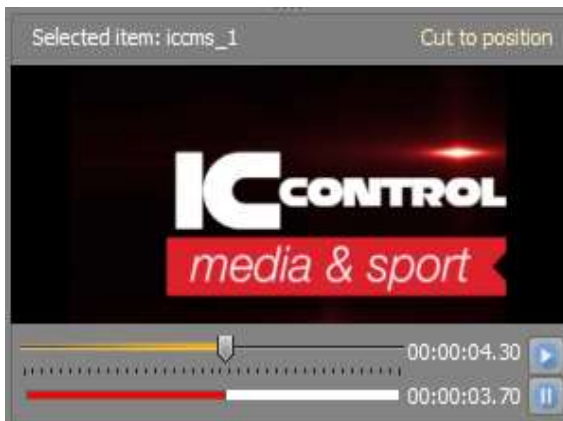 Selected item: iccms_1 Cut to position
IC CONTROL
media & sport
00:00:04.30
00:00:03.70